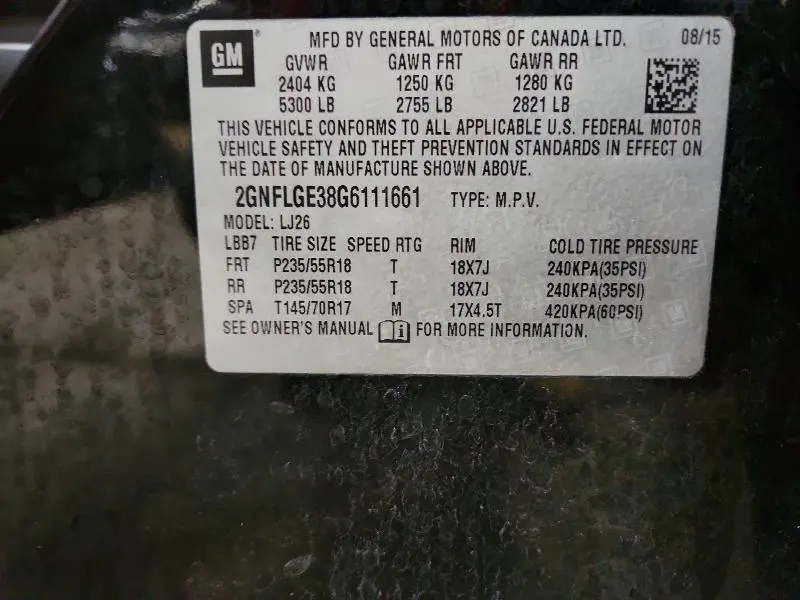 GM MFD BY GENERAL MOTORS OF CANADA LTD. 08/15
GVWR GAWR FRT GAWR RR
2404 KG 1250 KG 1280 KG
5300 LB 2755 LB 2821 LB
THIS VEHICLE CONFORMS TO ALL APPLICABLE U.S. FEDERAL MOTOR
VEHICLE SAFETY AND THEFT PREVENTION STANDARDS IN EFFECT ON
THE DATE OF MANUFACTURE SHOWN ABOVE.
2GNFLGE38G6111661 TYPE: M.P.V.
MODEL: LJ26
LBB7 TIRE SIZE SPEED RTG RIM COLD TIRE PRESSURE
FRT P235/55R18 T 18X7J 240KPA(35PSI)
RR P235/55R18 T 18X7J 240KPA(35PSI)
SPA T145/70R17 M 17X4.5T 420KPA(60PSI)
SEE OWNER'S MANUAL FOR MORE INFORMATION.